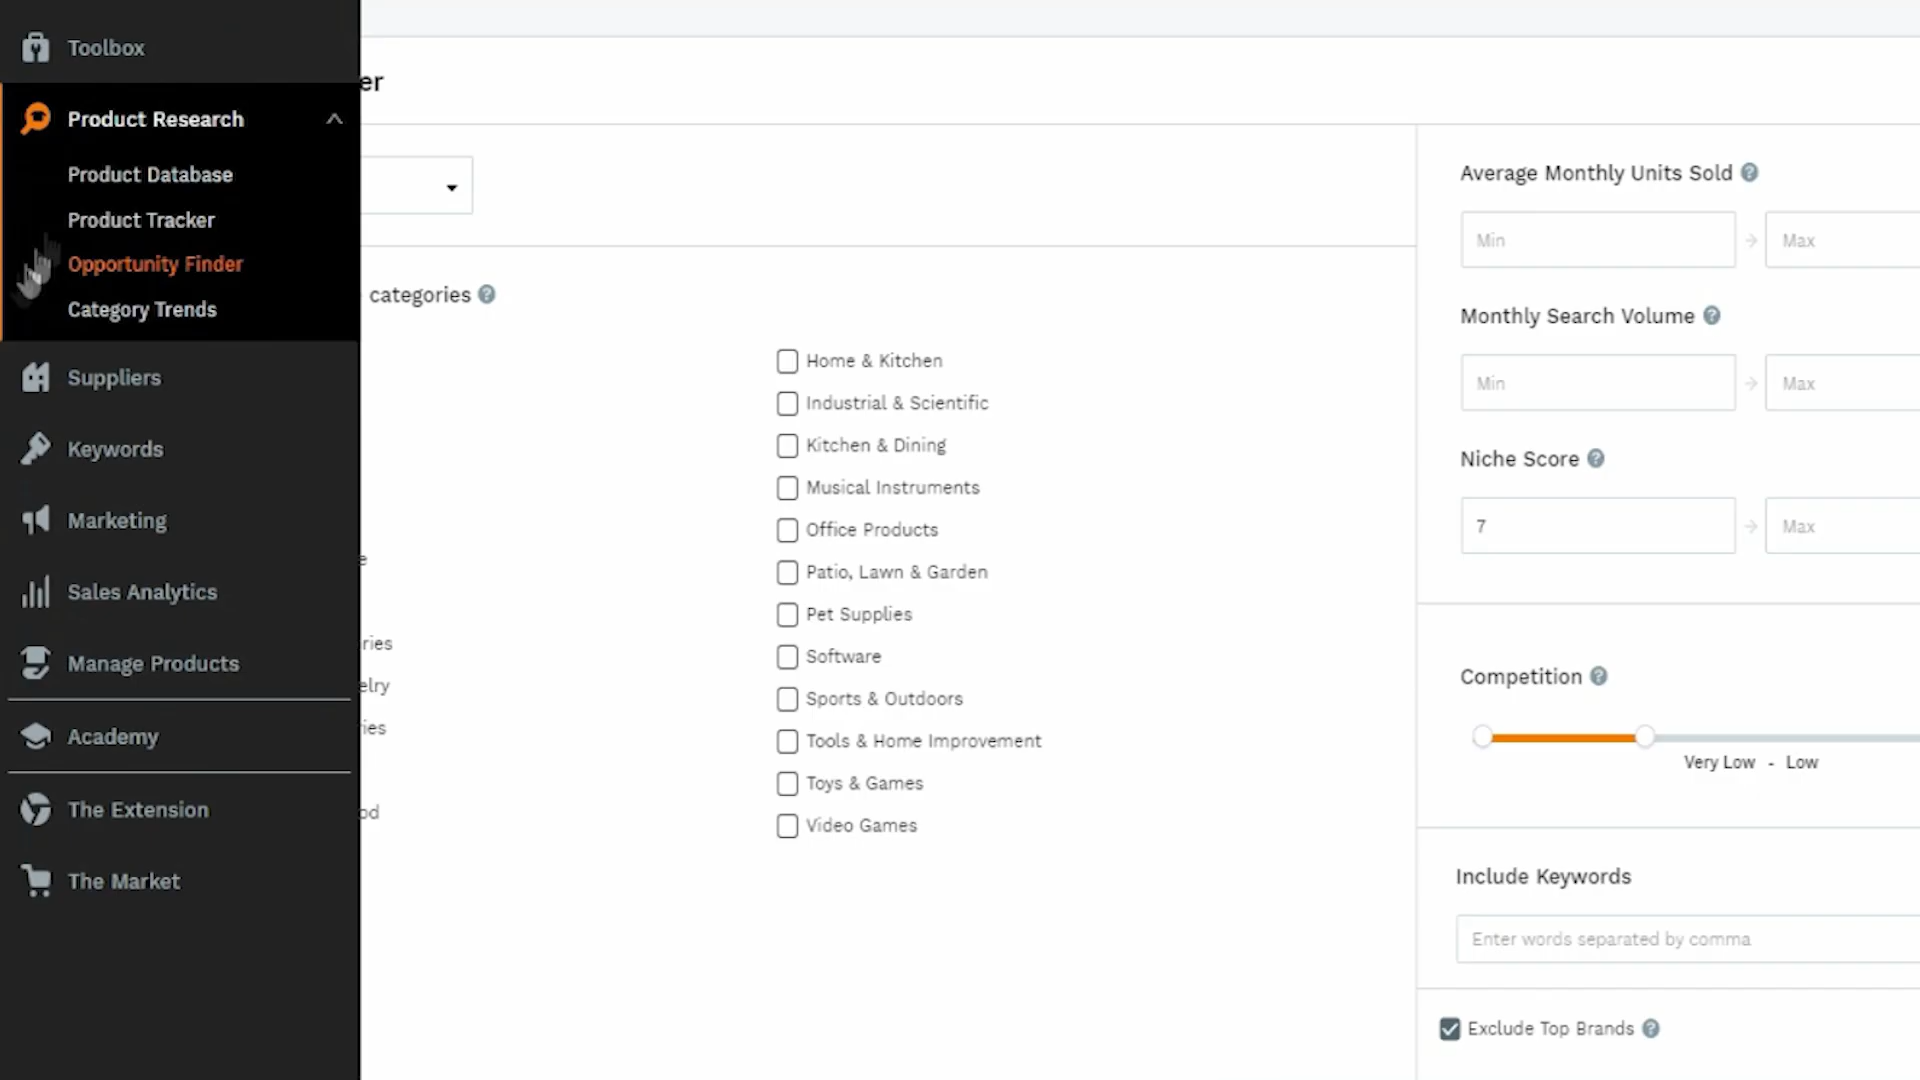 Toolbox
Product Research
Product Database
Product Tracker
Opportunity Finder
Category Trends
Suppliers
Keywords
Marketing
Sales Analytics
Manage Products
Academy
The Extension
The Market
er
categories
e
ries
elry
ies
od
Home & Kitchen
Industrial & Scientific
Kitchen & Dining
Musical Instruments
Office Products
Patio, Lawn & Garden
Pet Supplies
Software
Sports & Outdoors
Tools & Home Improvement
Toys & Games
Video Games
Average Monthly Units Sold ?
Min Max
Monthly Search Volume ?
Min Max
Niche Score ?
7 Max
Competition ?
Very Low - Low
Include Keywords
Enter words separated by comma
Exclude Top Brands ?